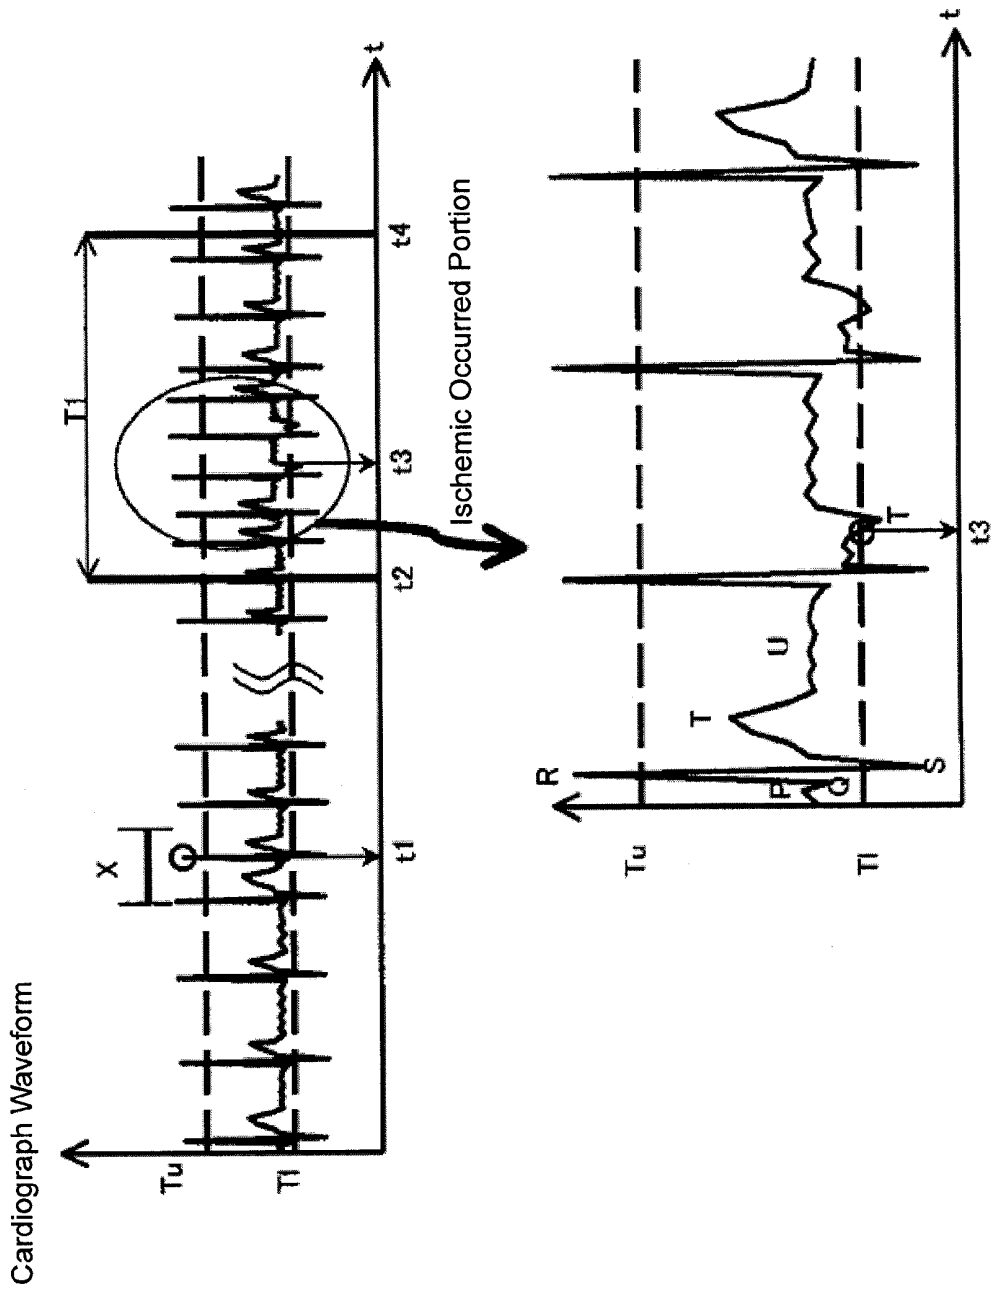 Cardiograph Waveform
X
T1
Tu
Tl
t1
t2
t3
t4
t
Ischemic Occurred Portion
R
T
U
P
Q
S
T
Tu
Tl
t3
t